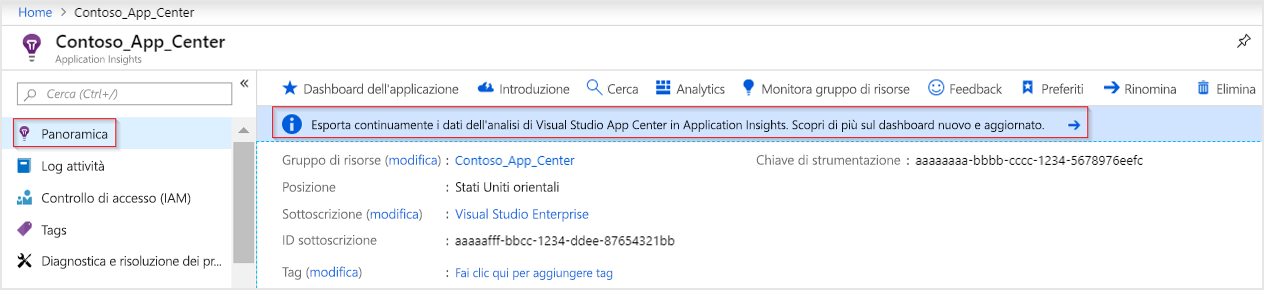 Home > Contoso_App_Center
Contoso_App_Center
Application Insights
Cerca (Ctrl+/)
«
Panoramica
Log attività
Controllo di accesso (IAM)
Tags
Diagnostica e risoluzione dei pr...
Dashboard dell'applicazione Introduzione Cerca Analytics Monitora gruppo di risorse Feedback Preferiti Rinomina Elimina
Esporta continuamente i dati dell'analisi di Visual Studio App Center in Application Insights. Scopri di più sul dashboard nuovo e aggiornato. →
Gruppo di risorse (modifica) : Contoso_App_Center
Chiave di strumentazione : aaaaaaaa-bbbb-cccc-1234-5678976eefc
Posizione : Stati Uniti orientali
Sottoscrizione (modifica) : Visual Studio Enterprise
ID sottoscrizione : aaaaafff-bbcc-1234-ddee-87654321bb
Tag (modifica) : Fai clic qui per aggiungere tag